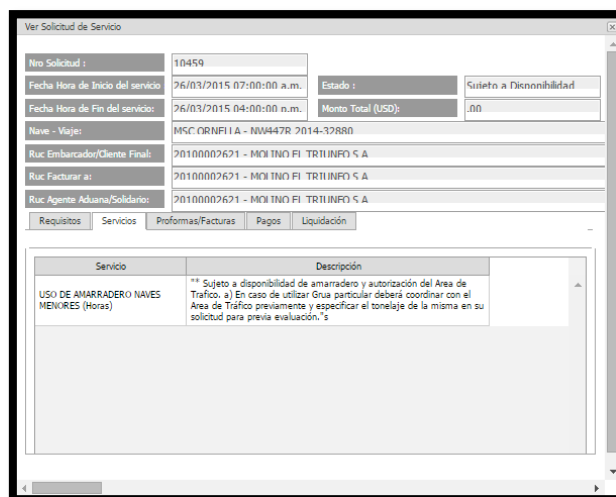 Ver Solicitud de Servicio
Nro Solicitud : 10459
Fecha Hora de Inicio del servicio 26/03/2015 07:00:00 a.m. Estado : Sujeto a Disponibilidad
Fecha Hora de Fin del servicio: 26/03/2015 04:00:00 p.m. Monto Total (USD): .00
Nave - Viaje: MSC ORNELLA - NW447R 2014-32880
Ruc Embarcador/Cliente Final: 20100002621 - MOLINO EL TRIUNFO S A
Ruc Facturar a: 20100002621 - MOLINO EL TRIUNFO S A
Ruc Agente Aduana/Solidario: 20100002621 - MOLINO EL TRIUNFO S A
Requisitos Servicios Proformas/Facturas Pagos Liquidación
Servicio Descripción
USO DE AMARRADERO NAVES
MENORES (Horas)
"* Sujeto a disponibilidad de amarradero y autorización del Area de
Trafico. a) En caso de utilizar Grua particular deberá coordinar con el
Area de Tráfico previamente y especificar el tonelaje de la misma en su
solicitud para previa evaluación."s